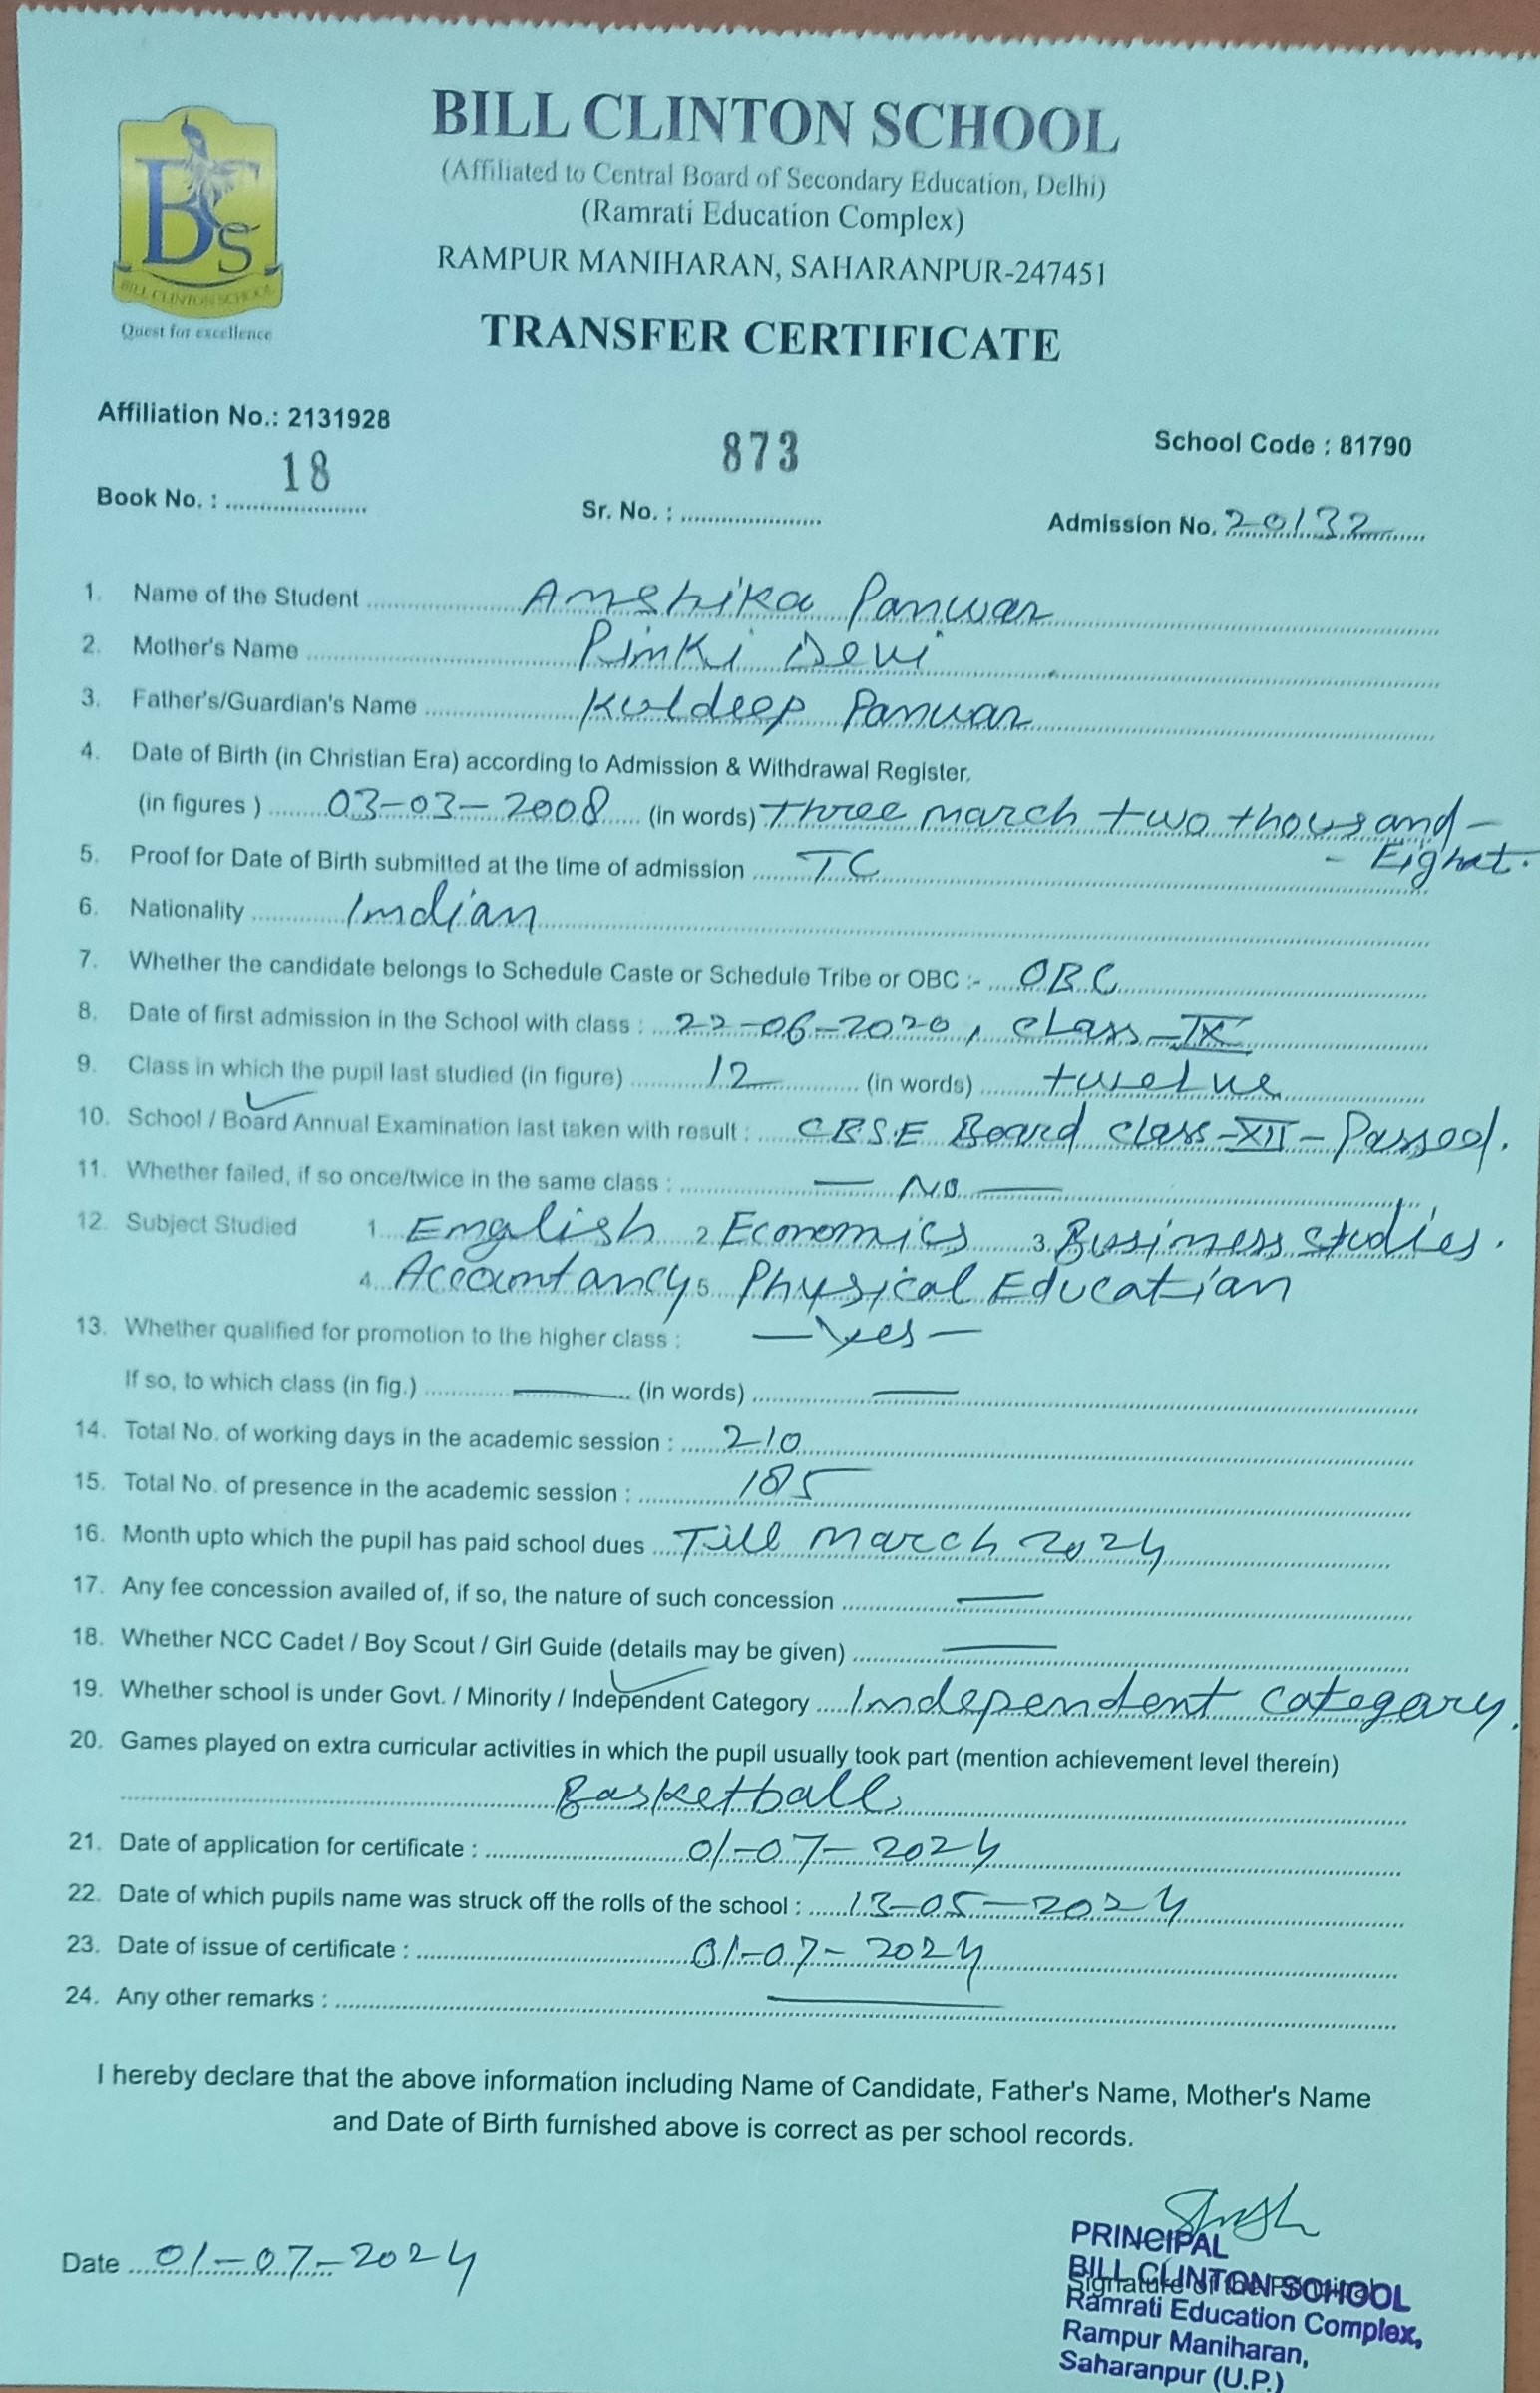 BILL CLINTON SCHOOL
(Affiliated to Central Board of Secondary Education, Delhi)
(Ramrati Education Complex)
RAMPUR MANIHARAN, SAHARANPUR-247451
BCS
BILL CLINTON SCHOOL
Quest for excellence
TRANSFER CERTIFICATE
Affiliation No.: 2131928
School Code : 81790
Book No. : 18 Sr. No. : 873 Admission No. 20132
1. Name of the Student Anshika Panwar
2. Mother's Name Pinki Devi
3. Father's/Guardian's Name Kuldeep Panwar
4. Date of Birth (in Christian Era) according to Admission & Withdrawal Register.
(in figures ) 03-03-2008 (in words) Three march two thousand -
- Eighat.
5. Proof for Date of Birth submitted at the time of admission TC
6. Nationality Indian
7. Whether the candidate belongs to Schedule Caste or Schedule Tribe or OBC :- OBC
8. Date of first admission in the School with class : 22-06-2020, class-IX
9. Class in which the pupil last studied (in figure) 12 (in words) twelve
10. School / Board Annual Examination last taken with result : CBSE Board class-XII-Passed.
11. Whether failed, if so once/twice in the same class : — No —
12. Subject Studied 1. English 2. Economics 3. Business studies.
4. Accountancy 5. Physical Education
13. Whether qualified for promotion to the higher class : — Yes —
If so, to which class (in fig.) — (in words) —
14. Total No. of working days in the academic session : 210
15. Total No. of presence in the academic session : 185
16. Month upto which the pupil has paid school dues Till March 2024
17. Any fee concession availed of, if so, the nature of such concession —
18. Whether NCC Cadet / Boy Scout / Girl Guide (details may be given) —
19. Whether school is under Govt. / Minority / Independent Category Independent category.
20. Games played on extra curricular activities in which the pupil usually took part (mention achievement level therein)
Basketball
21. Date of application for certificate : 01-07-2024
22. Date of which pupils name was struck off the rolls of the school : 13-05-2024
23. Date of issue of certificate : 01-07-2024
24. Any other remarks : —
I hereby declare that the above information including Name of Candidate, Father's Name, Mother's Name
and Date of Birth furnished above is correct as per school records.
Date 01-07-2024
PRINCIPAL
BILL CLINTON SCHOOL
Signature of the Principal
Ramrati Education Complex,
Rampur Maniharan,
Saharanpur (U.P.)